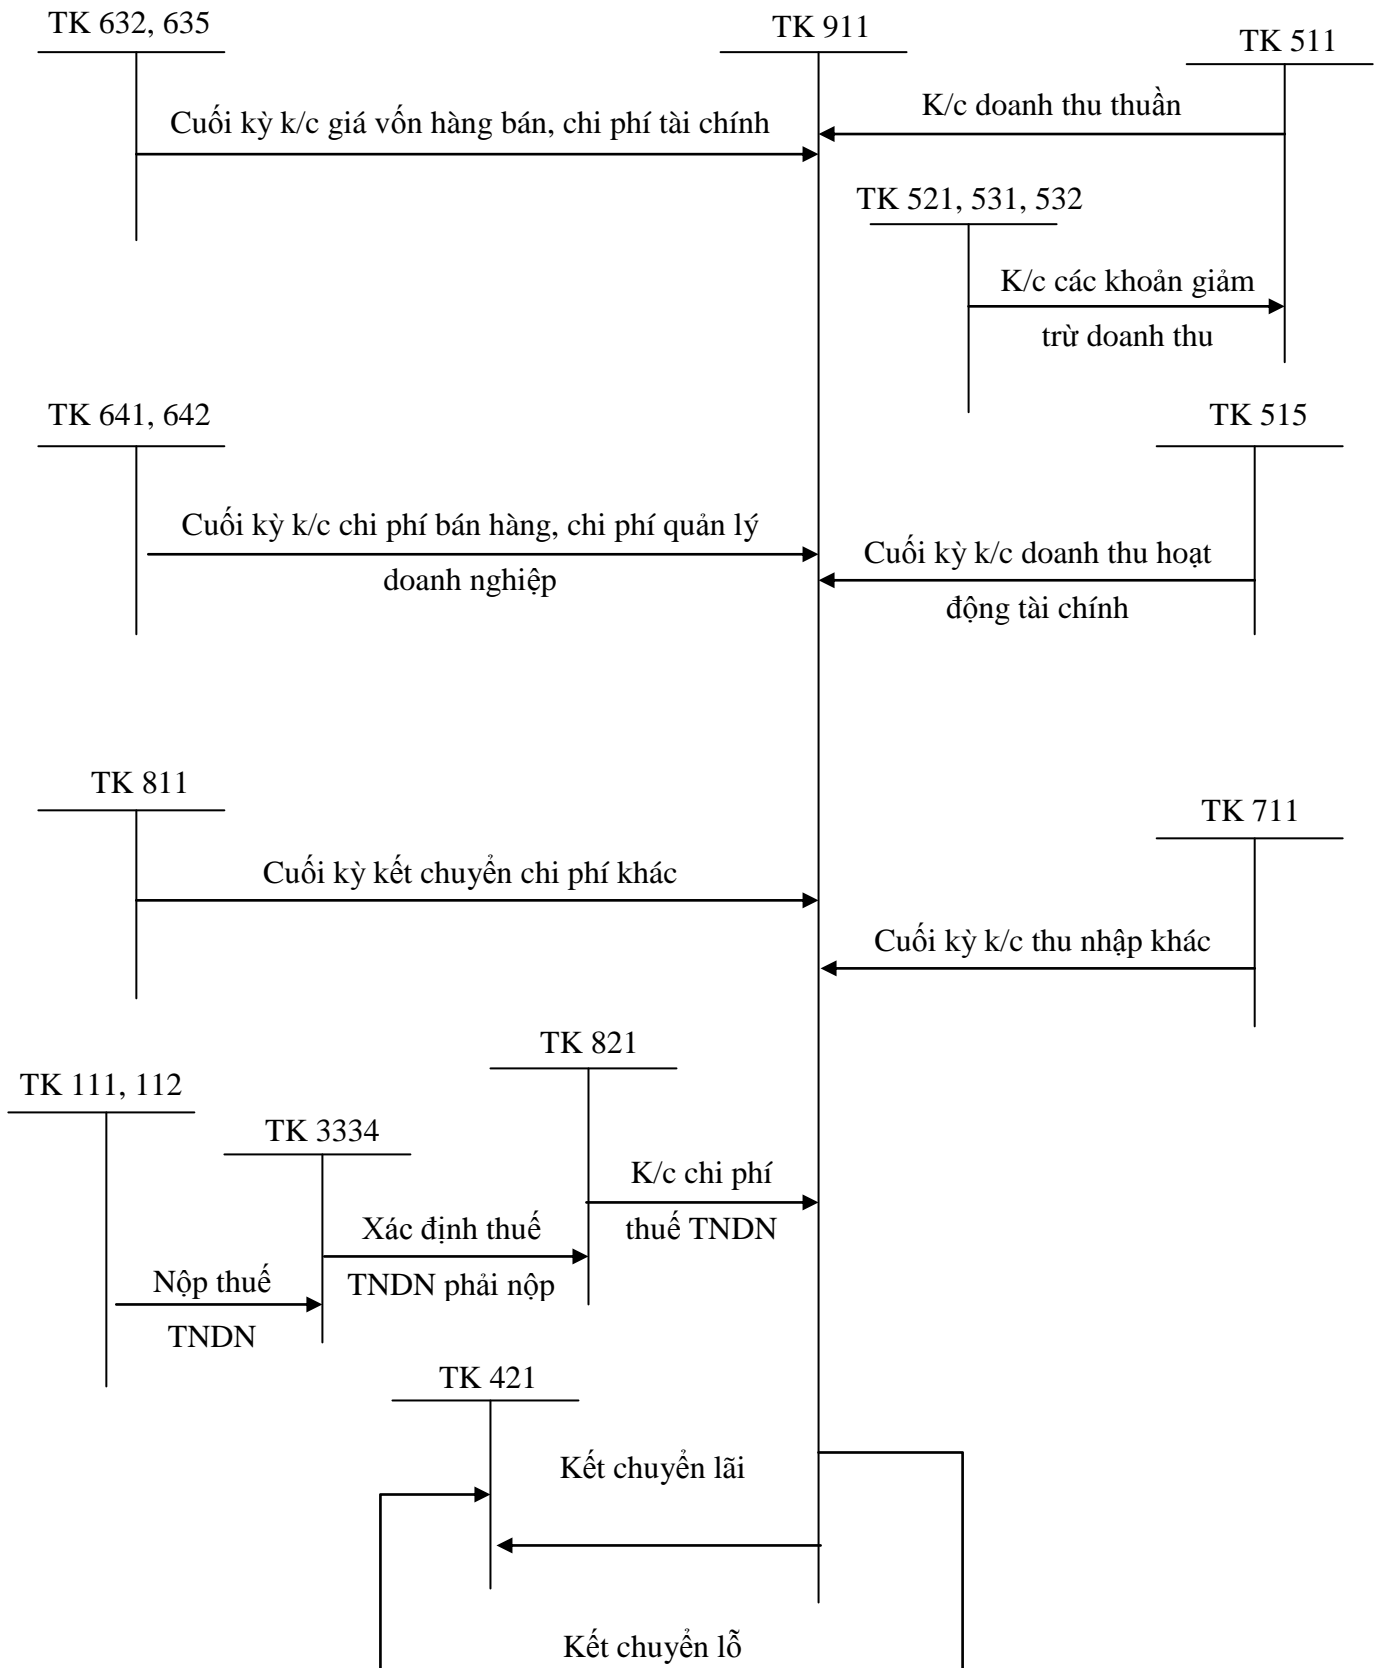 TK 632, 635
TK 911
TK 511
Cuối kỳ k/c giá vốn hàng bán, chi phí tài chính
K/c doanh thu thuần
TK 521, 531, 532
K/c các khoản giảm
trừ doanh thu
TK 641, 642
TK 515
Cuối kỳ k/c chi phí bán hàng, chi phí quản lý
doanh nghiệp
Cuối kỳ k/c doanh thu hoạt
động tài chính
TK 811
TK 711
Cuối kỳ kết chuyển chi phí khác
Cuối kỳ k/c thu nhập khác
TK 821
TK 111, 112
TK 3334
K/c chi phí
thuế TNDN
Xác định thuế
TNDN phải nộp
Nộp thuế
TNDN
TK 421
Kết chuyển lãi
Kết chuyển lỗ